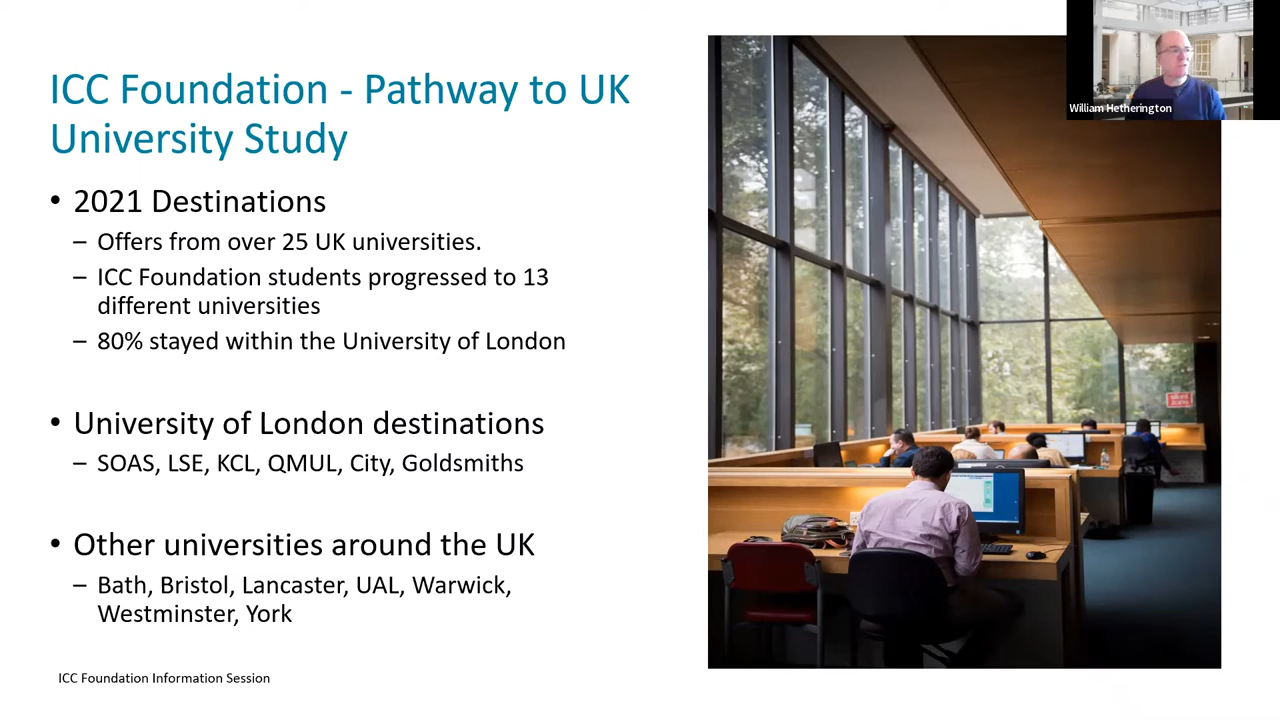 ICC Foundation - Pathway to UK
University Study
• 2021 Destinations
– Offers from over 25 UK universities.
– ICC Foundation students progressed to 13
different universities
– 80% stayed within the University of London
• University of London destinations
– SOAS, LSE, KCL, QMUL, City, Goldsmiths
• Other universities around the UK
– Bath, Bristol, Lancaster, UAL, Warwick,
Westminster, York
ICC Foundation Information Session
William Hetherington